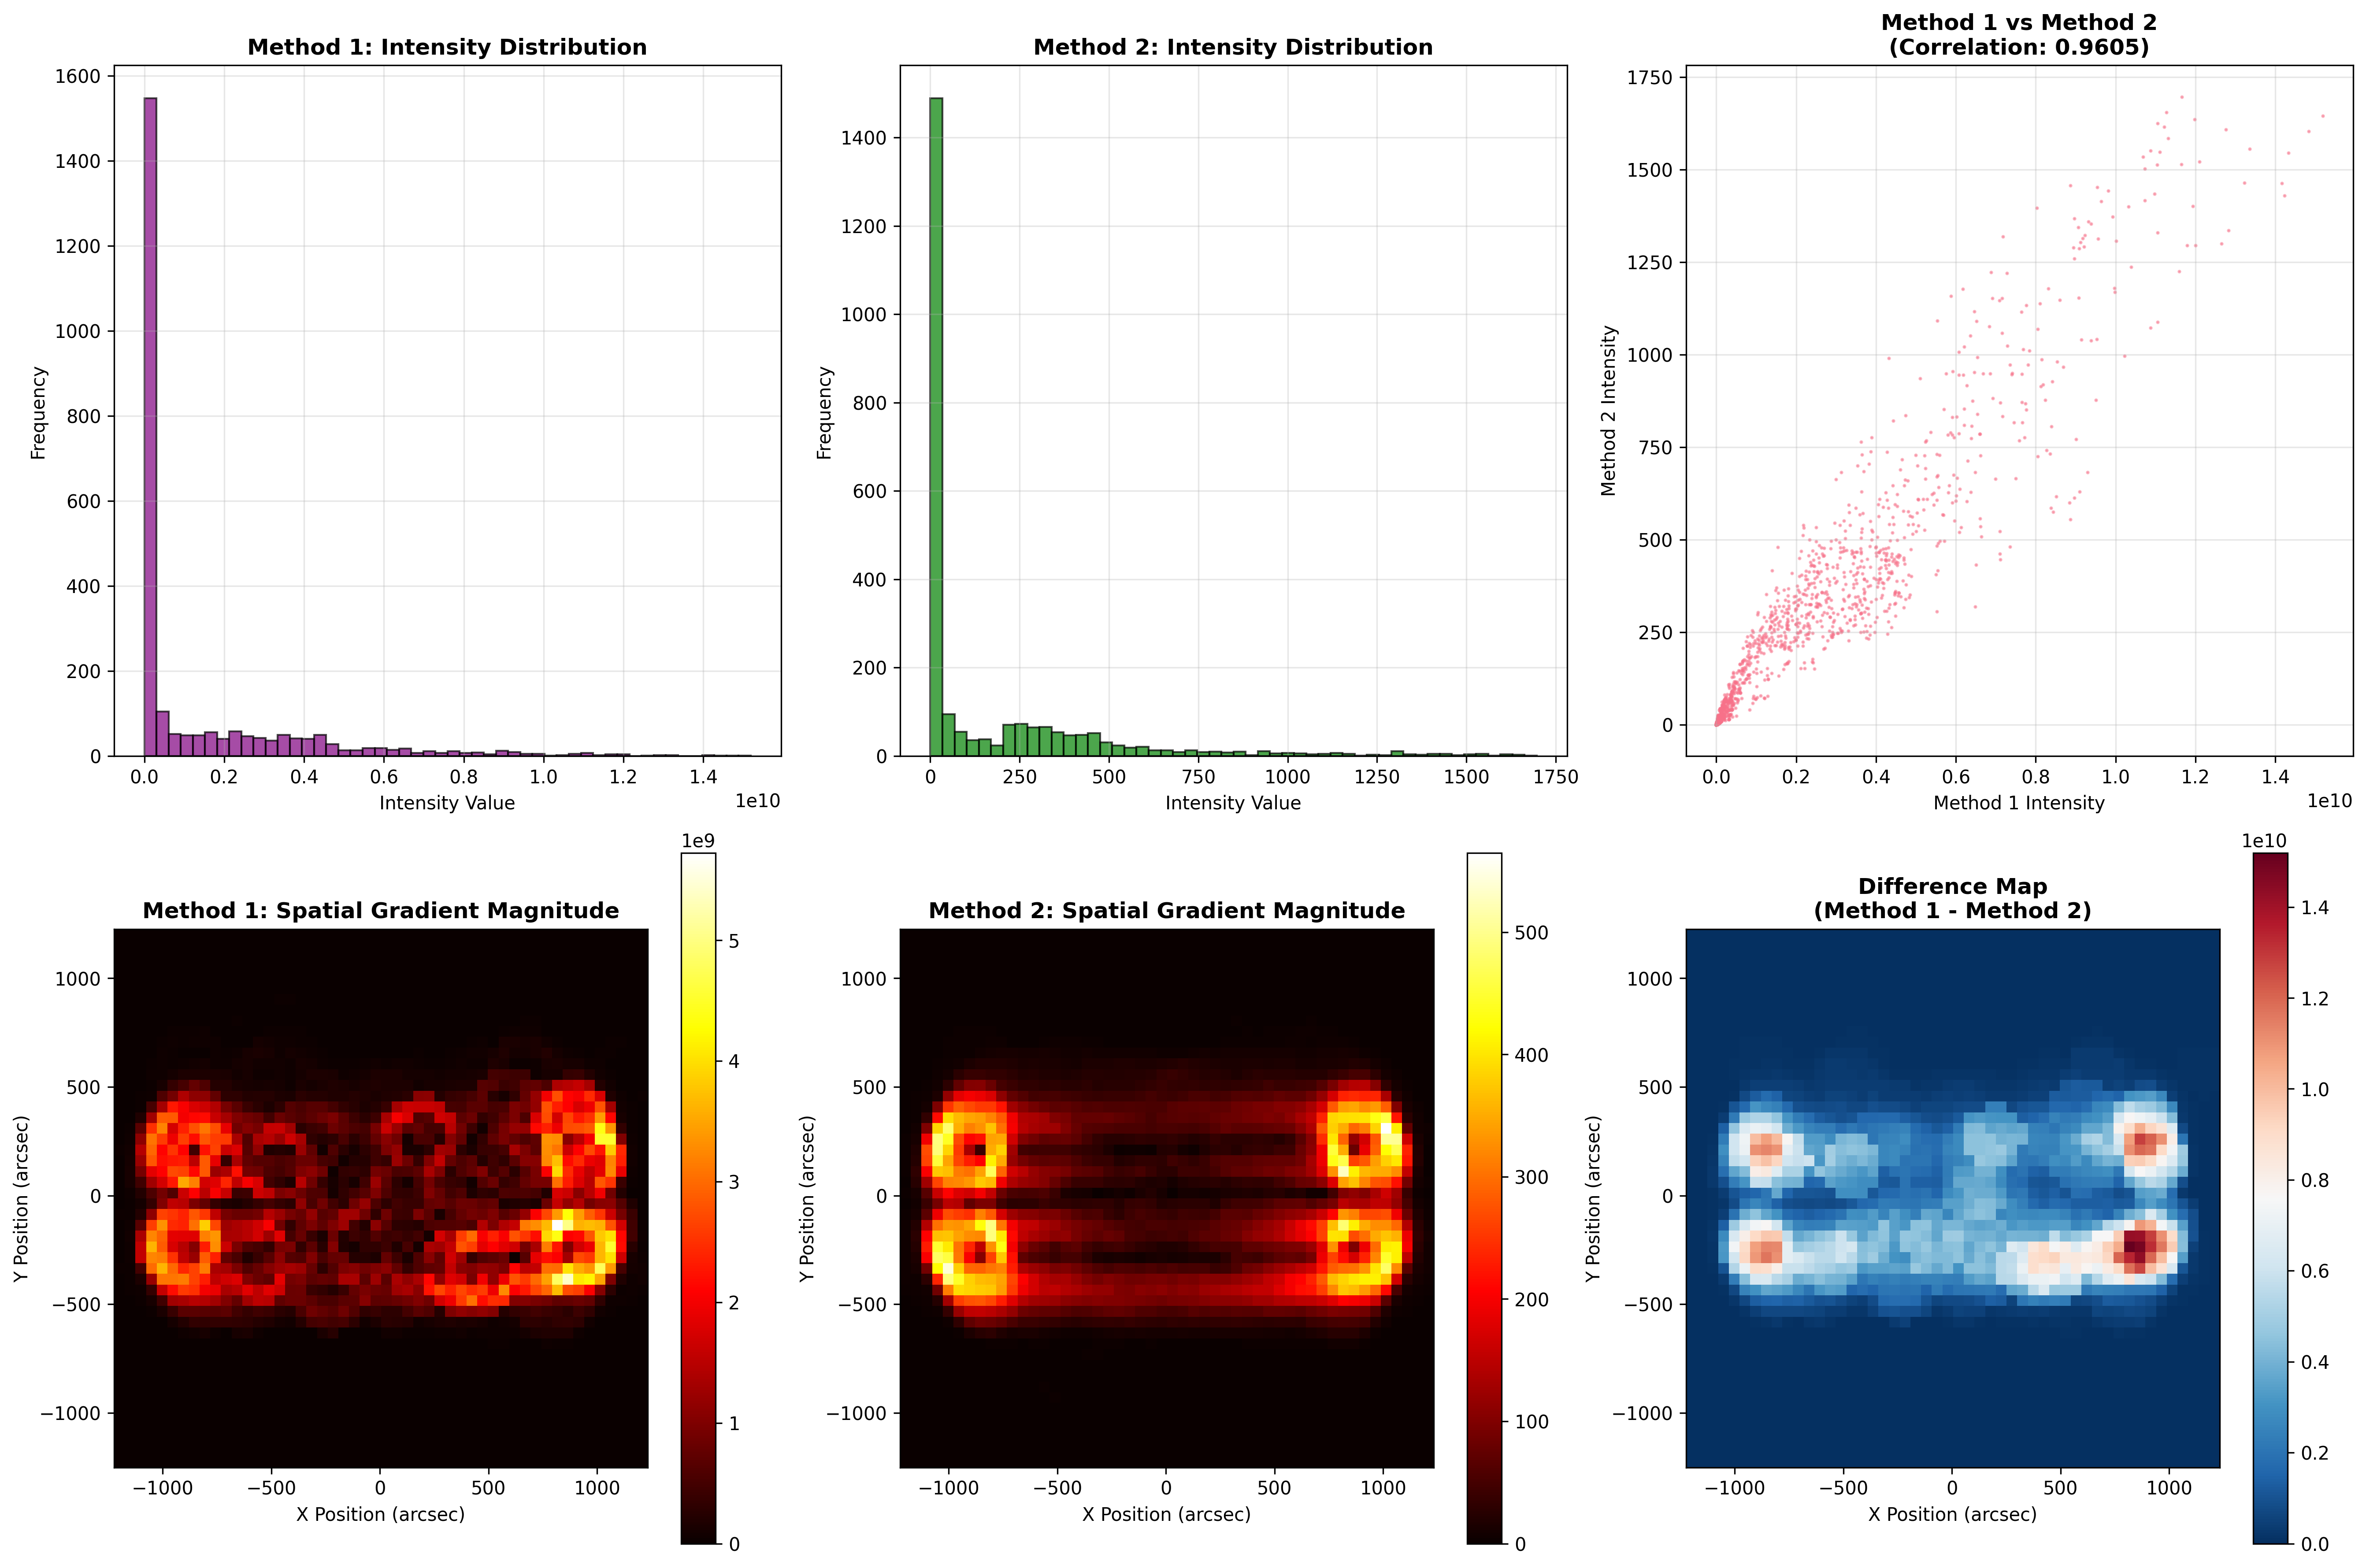 Method 1: Intensity Distribution
1600
1400
1200
1000
800
600
400
200
0
Frequency
0.0 0.2 0.4 0.6 0.8 1.0 1.2 1.4
1e10
Intensity Value
Method 2: Intensity Distribution
1400
1200
1000
800
600
400
200
0
Frequency
0 250 500 750 1000 1250 1500 1750
Intensity Value
Method 1 vs Method 2
(Correlation: 0.9605)
1750
1500
1250
1000
750
500
250
0
Method 2 Intensity
0.0 0.2 0.4 0.6 0.8 1.0 1.2 1.4
1e10
Method 1 Intensity
Method 1: Spatial Gradient Magnitude
1000
500
0
−500
−1000
Y Position (arcsec)
−1000 −500 0 500 1000
X Position (arcsec)
1e9
5
4
3
2
1
0
Method 2: Spatial Gradient Magnitude
1000
500
0
−500
−1000
Y Position (arcsec)
−1000 −500 0 500 1000
X Position (arcsec)
500
400
300
200
100
0
Difference Map
(Method 1 - Method 2)
1000
500
0
−500
−1000
Y Position (arcsec)
−1000 −500 0 500 1000
X Position (arcsec)
1e10
1.4
1.2
1.0
0.8
0.6
0.4
0.2
0.0